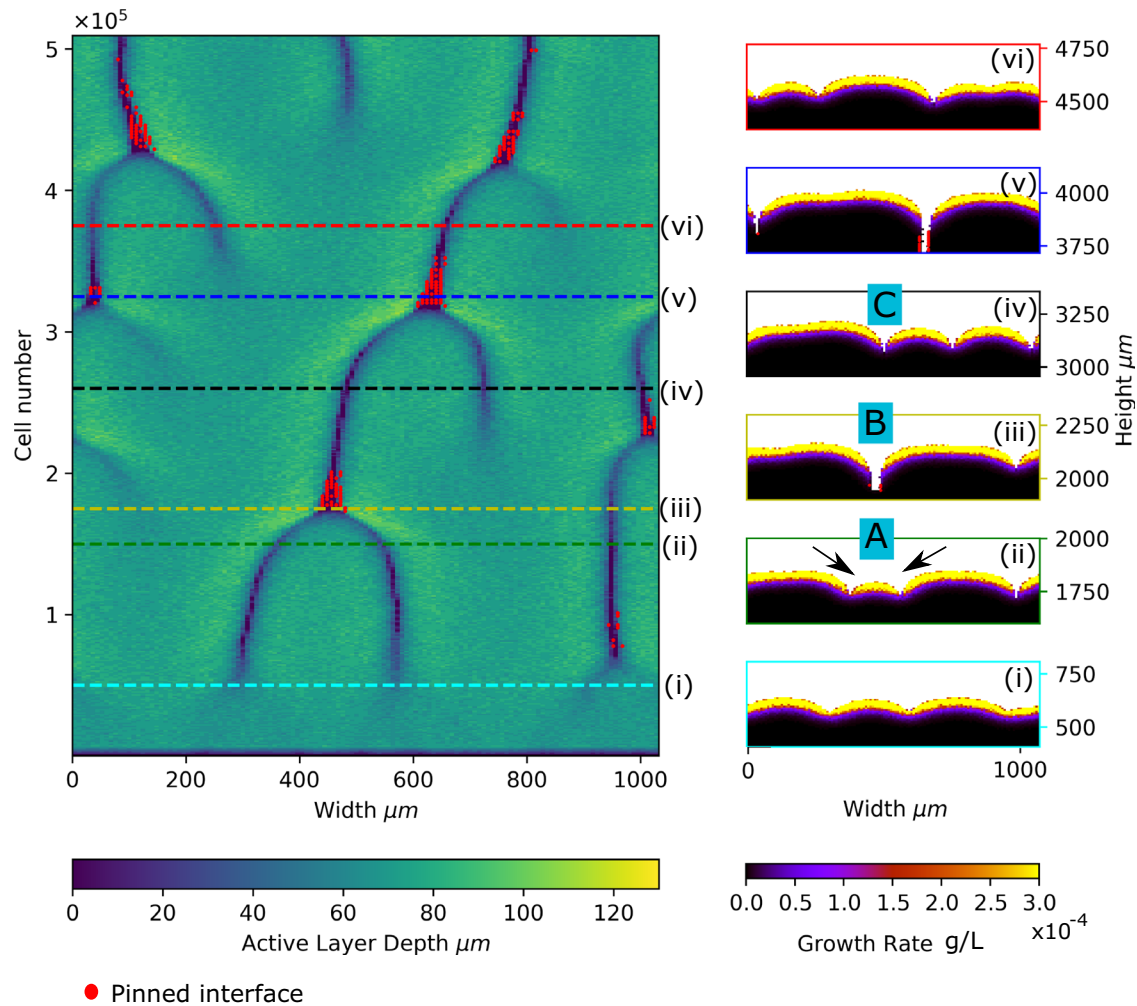 ×10⁵
5
4
3
2
1
Cell number
(vi)
(v)
(iv)
(iii)
(ii)
(i)
0 200 400 600 800 1000
Width μm
0 20 40 60 80 100 120
Active Layer Depth μm
Pinned interface
(vi)
4750
4500
(v)
4000
3750
C
(iv)
3250
3000
Height μm
B
(iii)
2250
2000
A
(ii)
2000
1750
(i)
750
500
0 1000
Width μm
0.0 0.5 1.0 1.5 2.0 2.5 3.0
x10⁻⁴
Growth Rate g/L